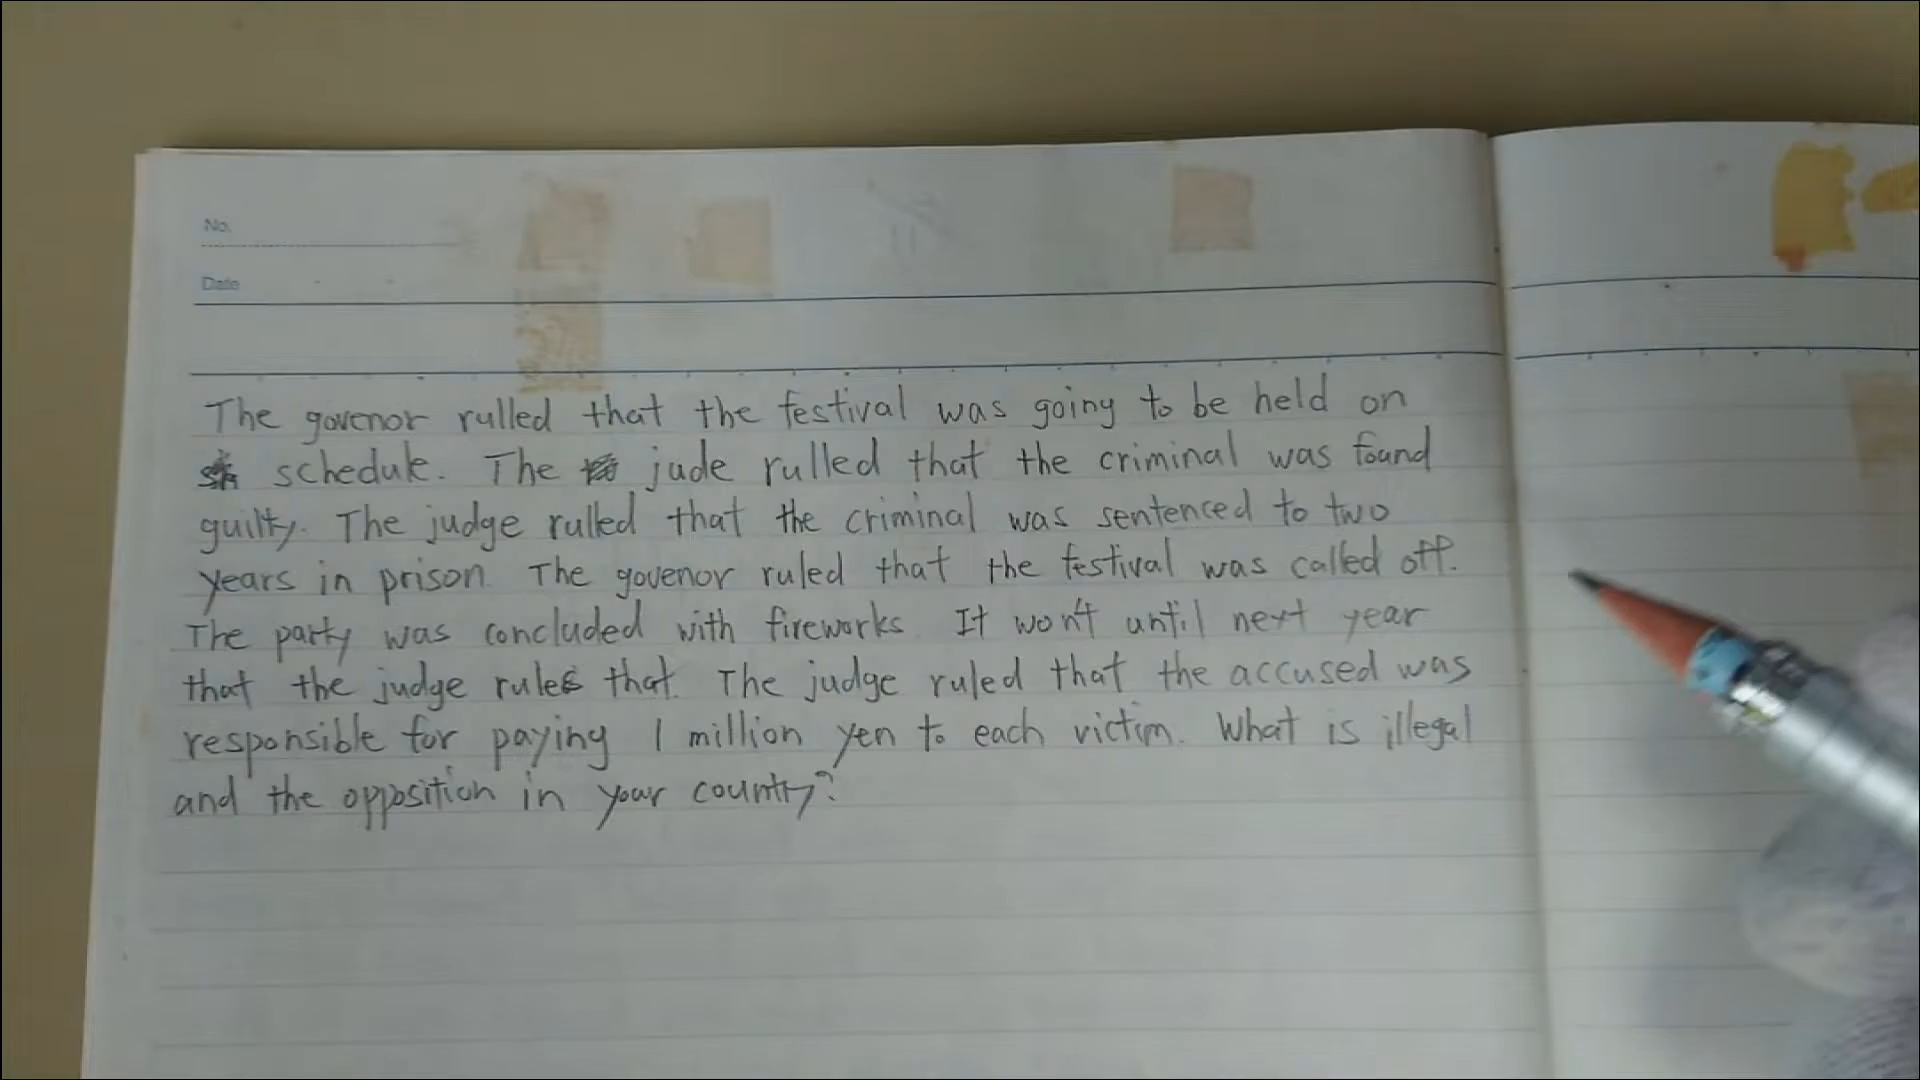 No.
Date
The govenor rulled that the festival was going to be held on
schedule. The jude rulled that the criminal was found
guilty. The judge rulled that the criminal was sentenced to two
years in prison. The govenor ruled that the festival was called off.
The party was concluded with fireworks. It won't until next year
that the judge rules that. The judge ruled that the accused was
responsible for paying 1 million yen to each victim. What is illegal
and the opposition in your country?